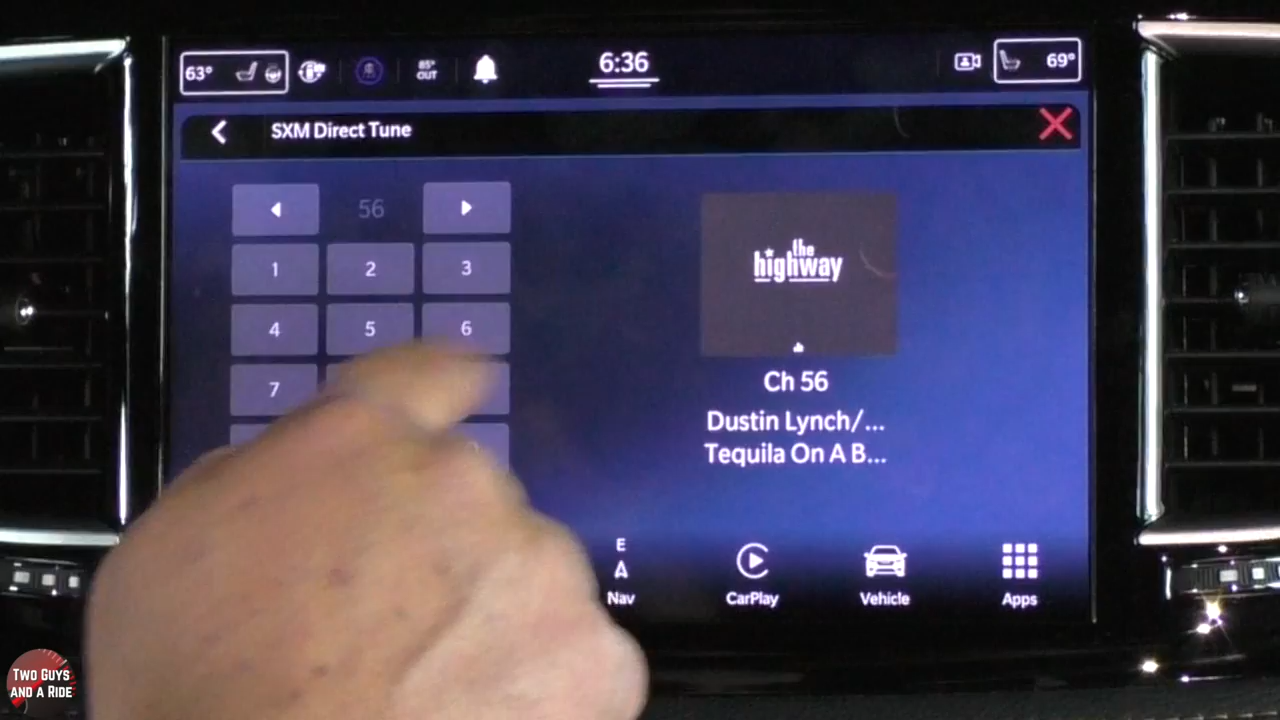 63°
85°
OUT
6:36
69°
SXM Direct Tune
56
1 2 3
4 5 6
7
the
highway
Ch 56
Dustin Lynch/...
Tequila On A B...
E
Nav
CarPlay
Vehicle
Apps
TWO GUYS
AND A RIDE